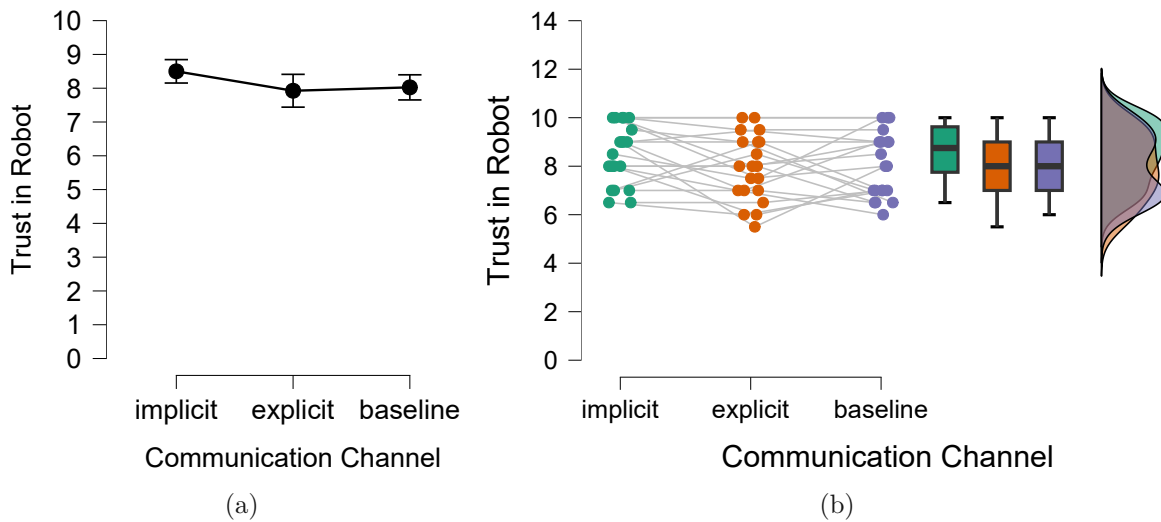 10
9
8
7
6
5
4
3
2
1
0
Trust in Robot
implicit explicit baseline
Communication Channel
(a)
14
12
10
8
6
4
2
0
Trust in Robot
implicit explicit baseline
Communication Channel
(b)